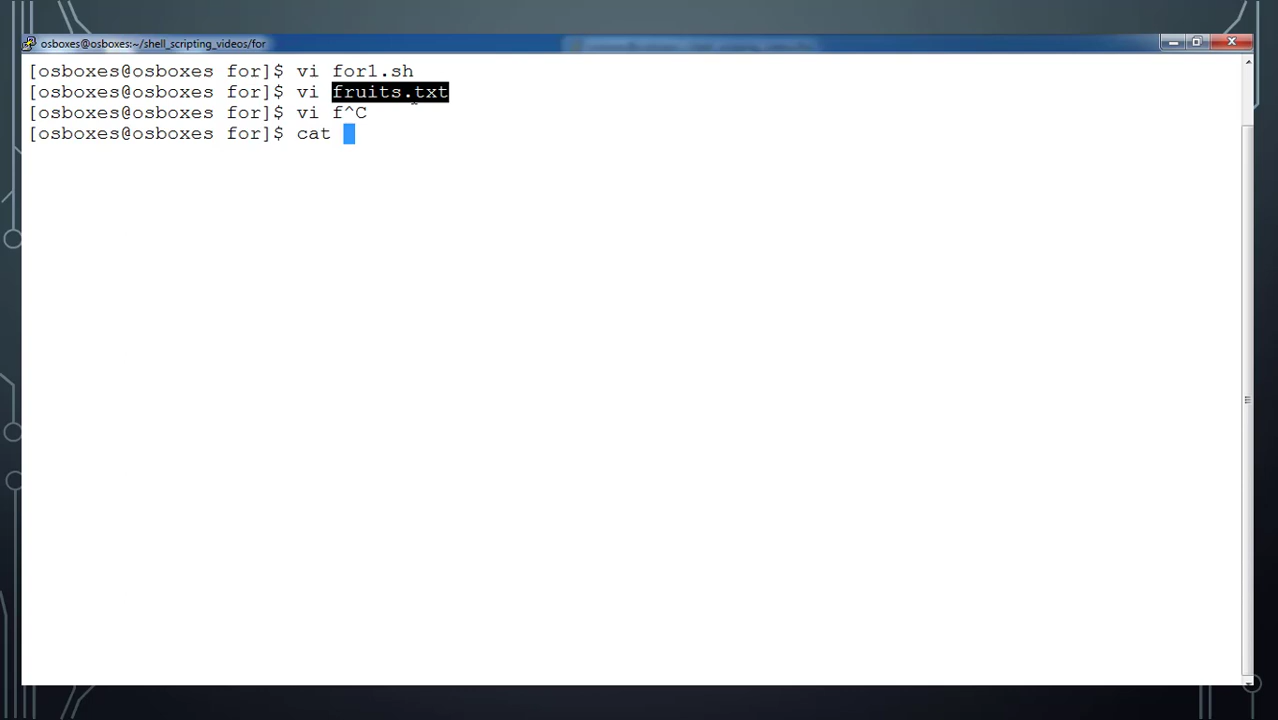 osboxes@osboxes:~/shell_scripting_videos/for
[osboxes@osboxes for]$ vi for1.sh
[osboxes@osboxes for]$ vi fruits.txt
[osboxes@osboxes for]$ vi f^C
[osboxes@osboxes for]$ cat